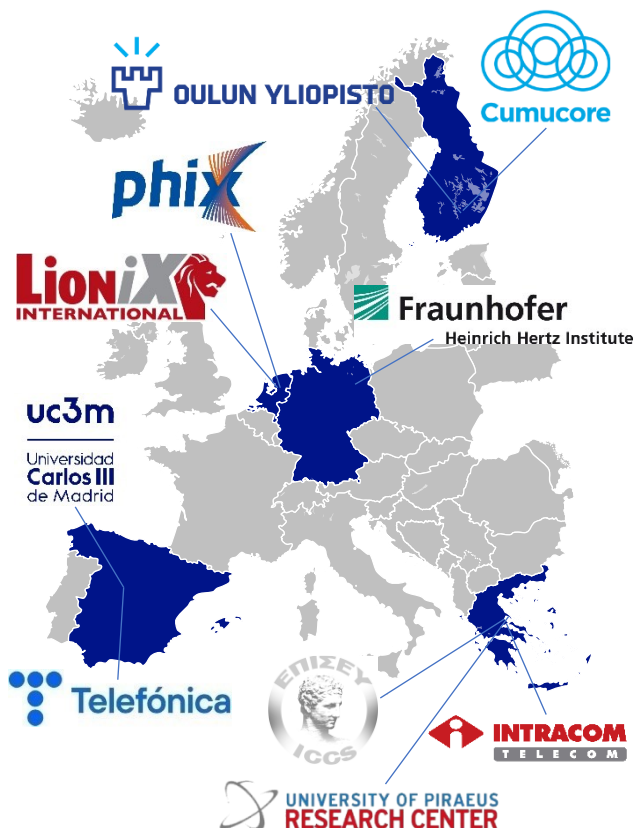 OULUN YLIOPISTO
Cumucore
phix
LioniX
INTERNATIONAL
Fraunhofer
Heinrich Hertz Institute
uc3m
Universidad
Carlos III
de Madrid
Telefónica
ΕΠΙΣΕΥ
ICCS
INTRACOM
TELECOM
UNIVERSITY OF PIRAEUS
RESEARCH CENTER